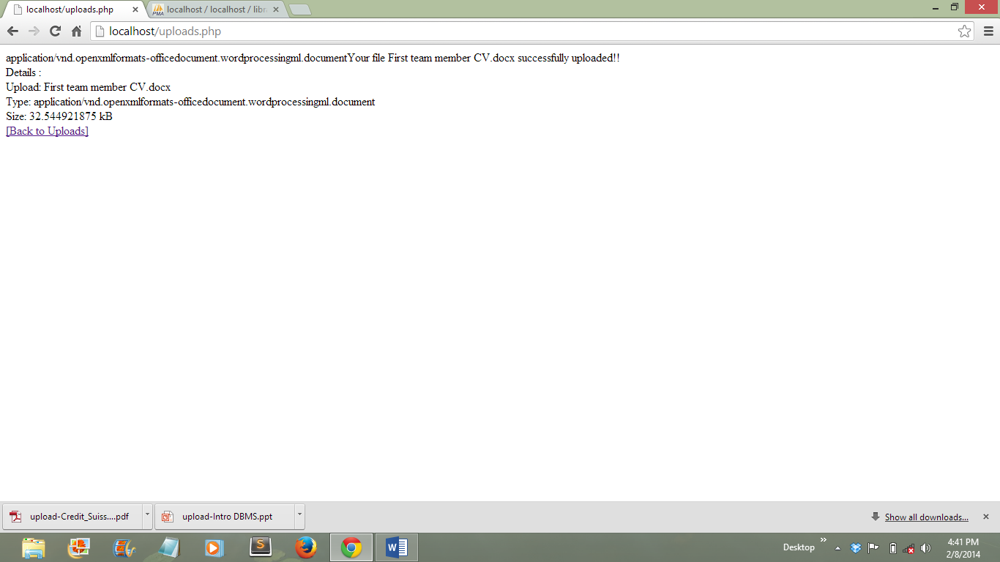 localhost/uploads.php
localhost / localhost / libr
localhost/uploads.php
application/vnd.openxmlformats-officedocument.wordprocessingml.documentYour file First team member CV.docx successfully uploaded!!
Details :
Upload: First team member CV.docx
Type: application/vnd.openxmlformats-officedocument.wordprocessingml.document
Size: 32.544921875 kB
[Back to Uploads]
upload-Credit_Suiss....pdf
upload-Intro DBMS.ppt
Show all downloads...
Desktop
4:41 PM
2/8/2014